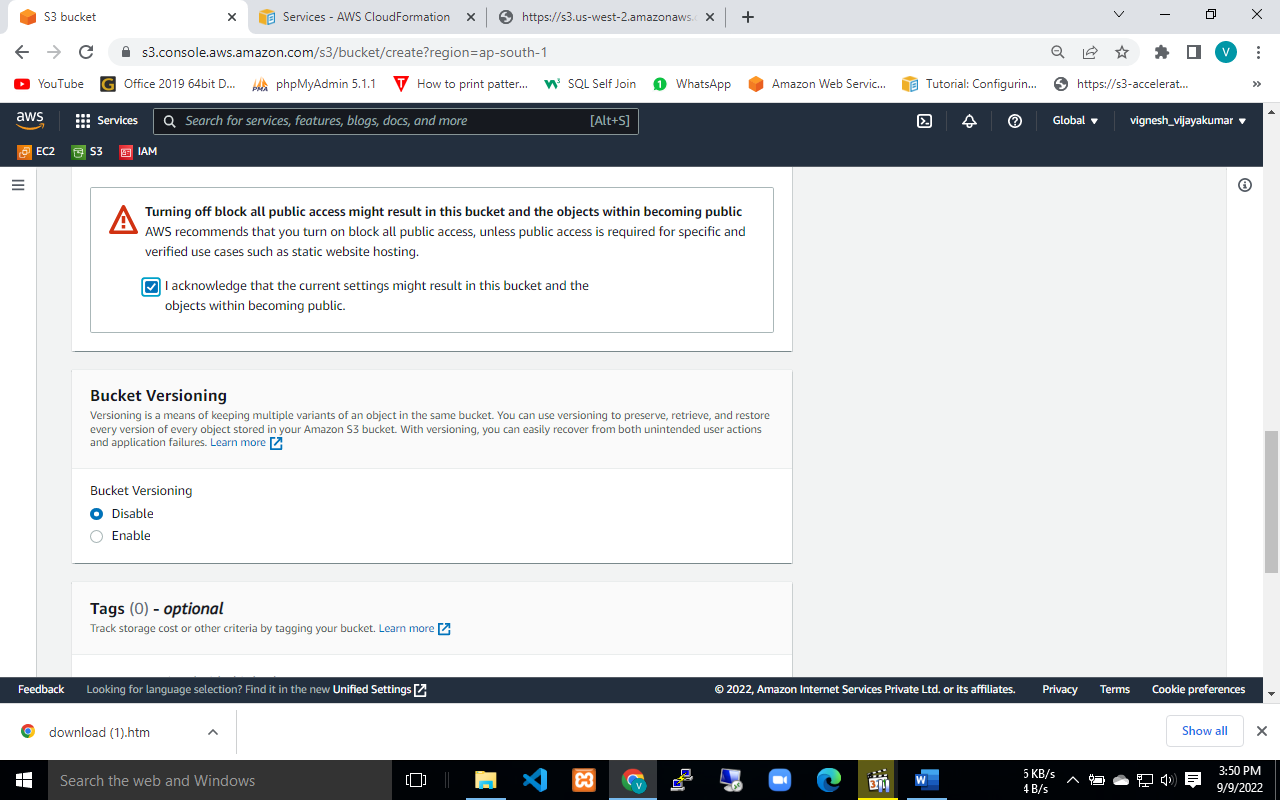 S3 bucket
Services - AWS CloudFormation
https://s3.us-west-2.amazonaws.
s3.console.aws.amazon.com/s3/bucket/create?region=ap-south-1
V
YouTube
Office 2019 64bit D...
phpMyAdmin 5.1.1
How to print patter...
SQL Self Join
WhatsApp
Amazon Web Servic...
Tutorial: Configurin...
https://s3-accelerat...
»
aws
Services
Search for services, features, blogs, docs, and more
[Alt+S]
Global
vignesh_vijayakumar
EC2
S3
IAM
Turning off block all public access might result in this bucket and the objects within becoming public
AWS recommends that you turn on block all public access, unless public access is required for specific and
verified use cases such as static website hosting.
I acknowledge that the current settings might result in this bucket and the
objects within becoming public.
Bucket Versioning
Versioning is a means of keeping multiple variants of an object in the same bucket. You can use versioning to preserve, retrieve, and restore
every version of every object stored in your Amazon S3 bucket. With versioning, you can easily recover from both unintended user actions
and application failures. Learn more
Bucket Versioning
Disable
Enable
Tags (0) - optional
Track storage cost or other criteria by tagging your bucket. Learn more
Feedback
Looking for language selection? Find it in the new Unified Settings
© 2022, Amazon Internet Services Private Ltd. or its affiliates.
Privacy
Terms
Cookie preferences
download (1).htm
Show all
Search the web and Windows
KB/s
B/s
3:50 PM
9/9/2022